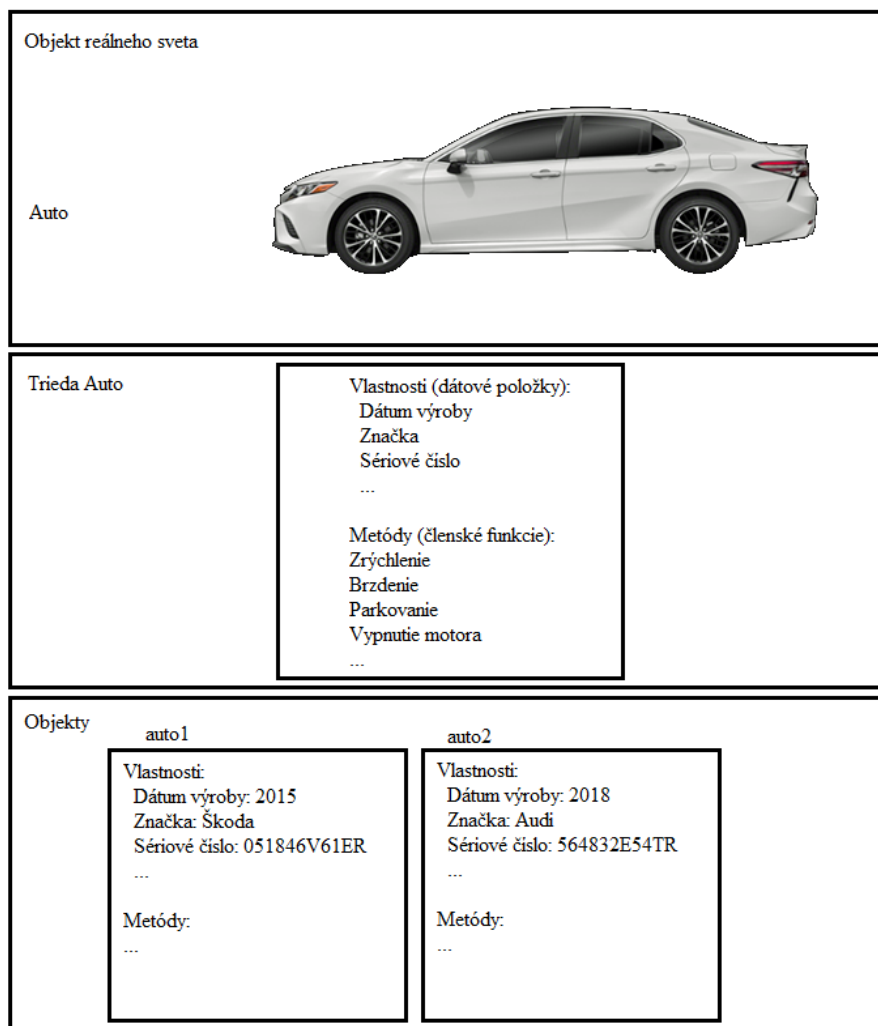 Objekt reálneho sveta
Auto
Trieda Auto
Vlastnosti (dátové položky):
Dátum výroby
Značka
Sériové číslo
...
Metódy (členské funkcie):
Zrýchlenie
Brzdenie
Parkovanie
Vypnutie motora
...
Objekty
auto1
Vlastnosti:
Dátum výroby: 2015
Značka: Škoda
Sériové číslo: 051846V61ER
...
Metódy:
...
auto2
Vlastnosti:
Dátum výroby: 2018
Značka: Audi
Sériové číslo: 564832E54TR
...
Metódy:
...